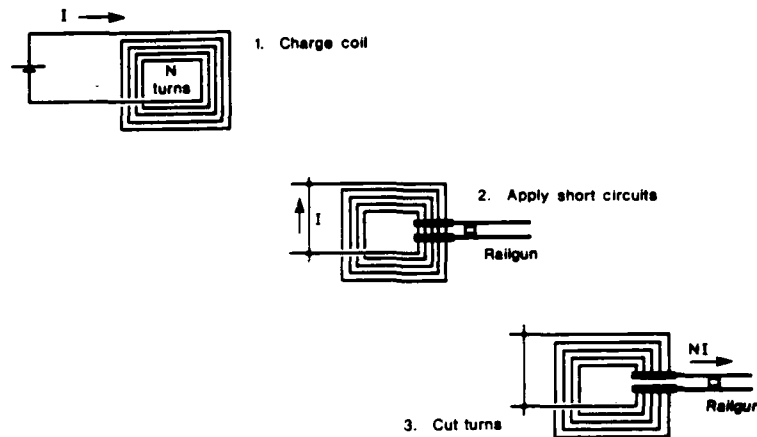 I
1. Charge coil
N
turns
2. Apply short circuits
I
Railgun
NI
Railgun
3. Cut turns